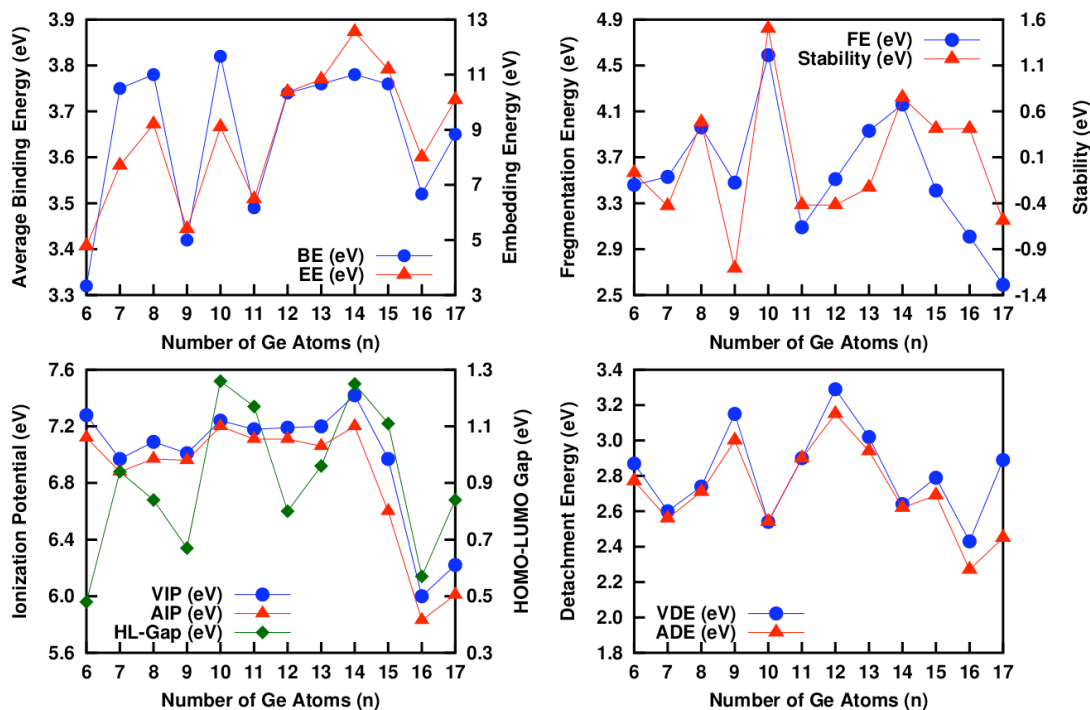 3.9
3.8
3.7
3.6
3.5
3.4
3.3
Average Binding Energy (eV)
13
11
9
7
5
3
Embedding Energy (eV)
BE (eV)
EE (eV)
6 7 8 9 10 11 12 13 14 15 16 17
Number of Ge Atoms (n)
4.9
4.5
4.1
3.7
3.3
2.9
2.5
Fregmentation Energy (eV)
1.6
1.1
0.6
0.1
-0.4
-0.9
-1.4
Stability (eV)
FE (eV)
Stability (eV)
6 7 8 9 10 11 12 13 14 15 16 17
Number of Ge Atoms (n)
7.6
7.2
6.8
6.4
6.0
5.6
Ionization Potential (eV)
1.3
1.1
0.9
0.7
0.5
0.3
HOMO-LUMO Gap (eV)
VIP (eV)
AIP (eV)
HL-Gap (eV)
6 7 8 9 10 11 12 13 14 15 16 17
Number of Ge Atoms (n)
3.4
3.2
3.0
2.8
2.6
2.4
2.2
2.0
1.8
Detachment Energy (eV)
VDE (eV)
ADE (eV)
6 7 8 9 10 11 12 13 14 15 16 17
Number of Ge Atoms (n)